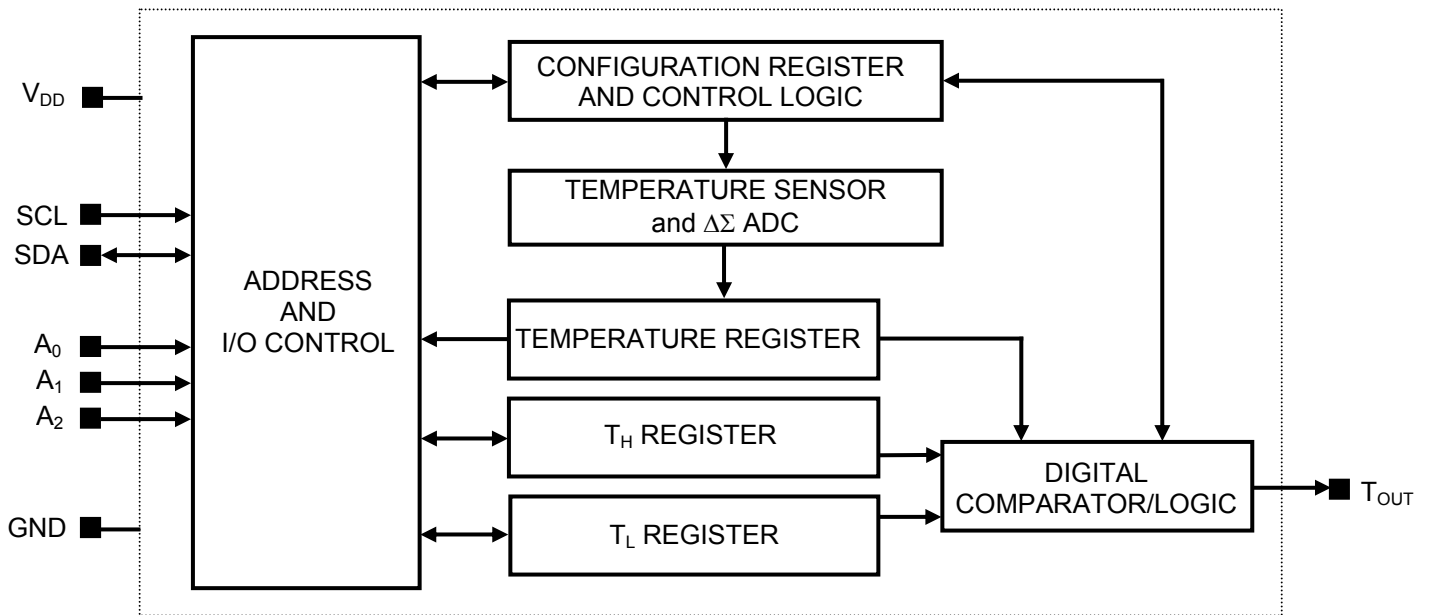 V_DD
SCL
SDA
A_0
A_1
A_2
GND
ADDRESS
AND
I/O CONTROL
CONFIGURATION REGISTER
AND CONTROL LOGIC
TEMPERATURE SENSOR
and ΔΣ ADC
TEMPERATURE REGISTER
T_H REGISTER
T_L REGISTER
DIGITAL
COMPARATOR/LOGIC
T_OUT